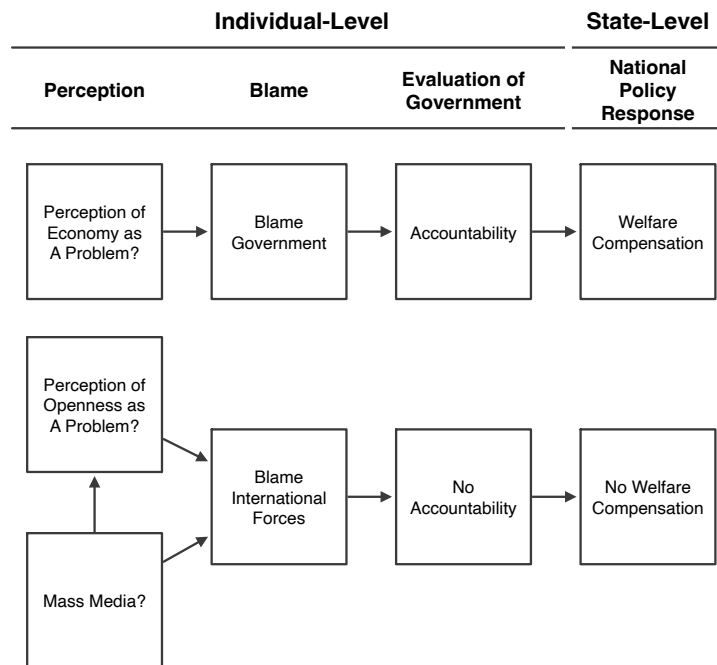 Individual-Level
State-Level
Perception
Blame
Evaluation of
Government
National
Policy
Response
Perception of
Economy as
A Problem?
Blame
Government
Accountability
Welfare
Compensation
Perception of
Openness as
A Problem?
Blame
International
Forces
No
Accountability
No Welfare
Compensation
Mass Media?